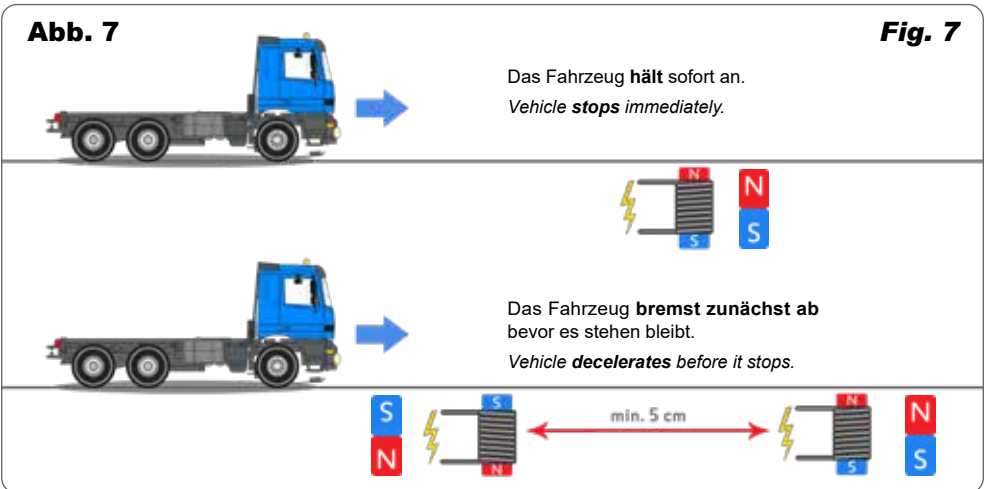 Abb. 7
Fig. 7
Das Fahrzeug hält sofort an.
Vehicle stops immediately.
N
N
S
S
Das Fahrzeug bremst zunächst ab
bevor es stehen bleibt.
Vehicle decelerates before it stops.
S
S
min. 5 cm
N
N
N
N
S
S